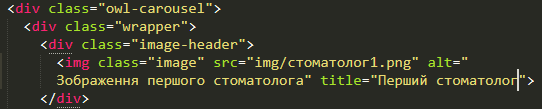 <div class="owl-carousel">
<div class="wrapper">
<div class="image-header">
<img class="image" src="img/стоматолог1.png" alt="
Зображення першого стоматолога" title="Перший стоматолог">
</div>